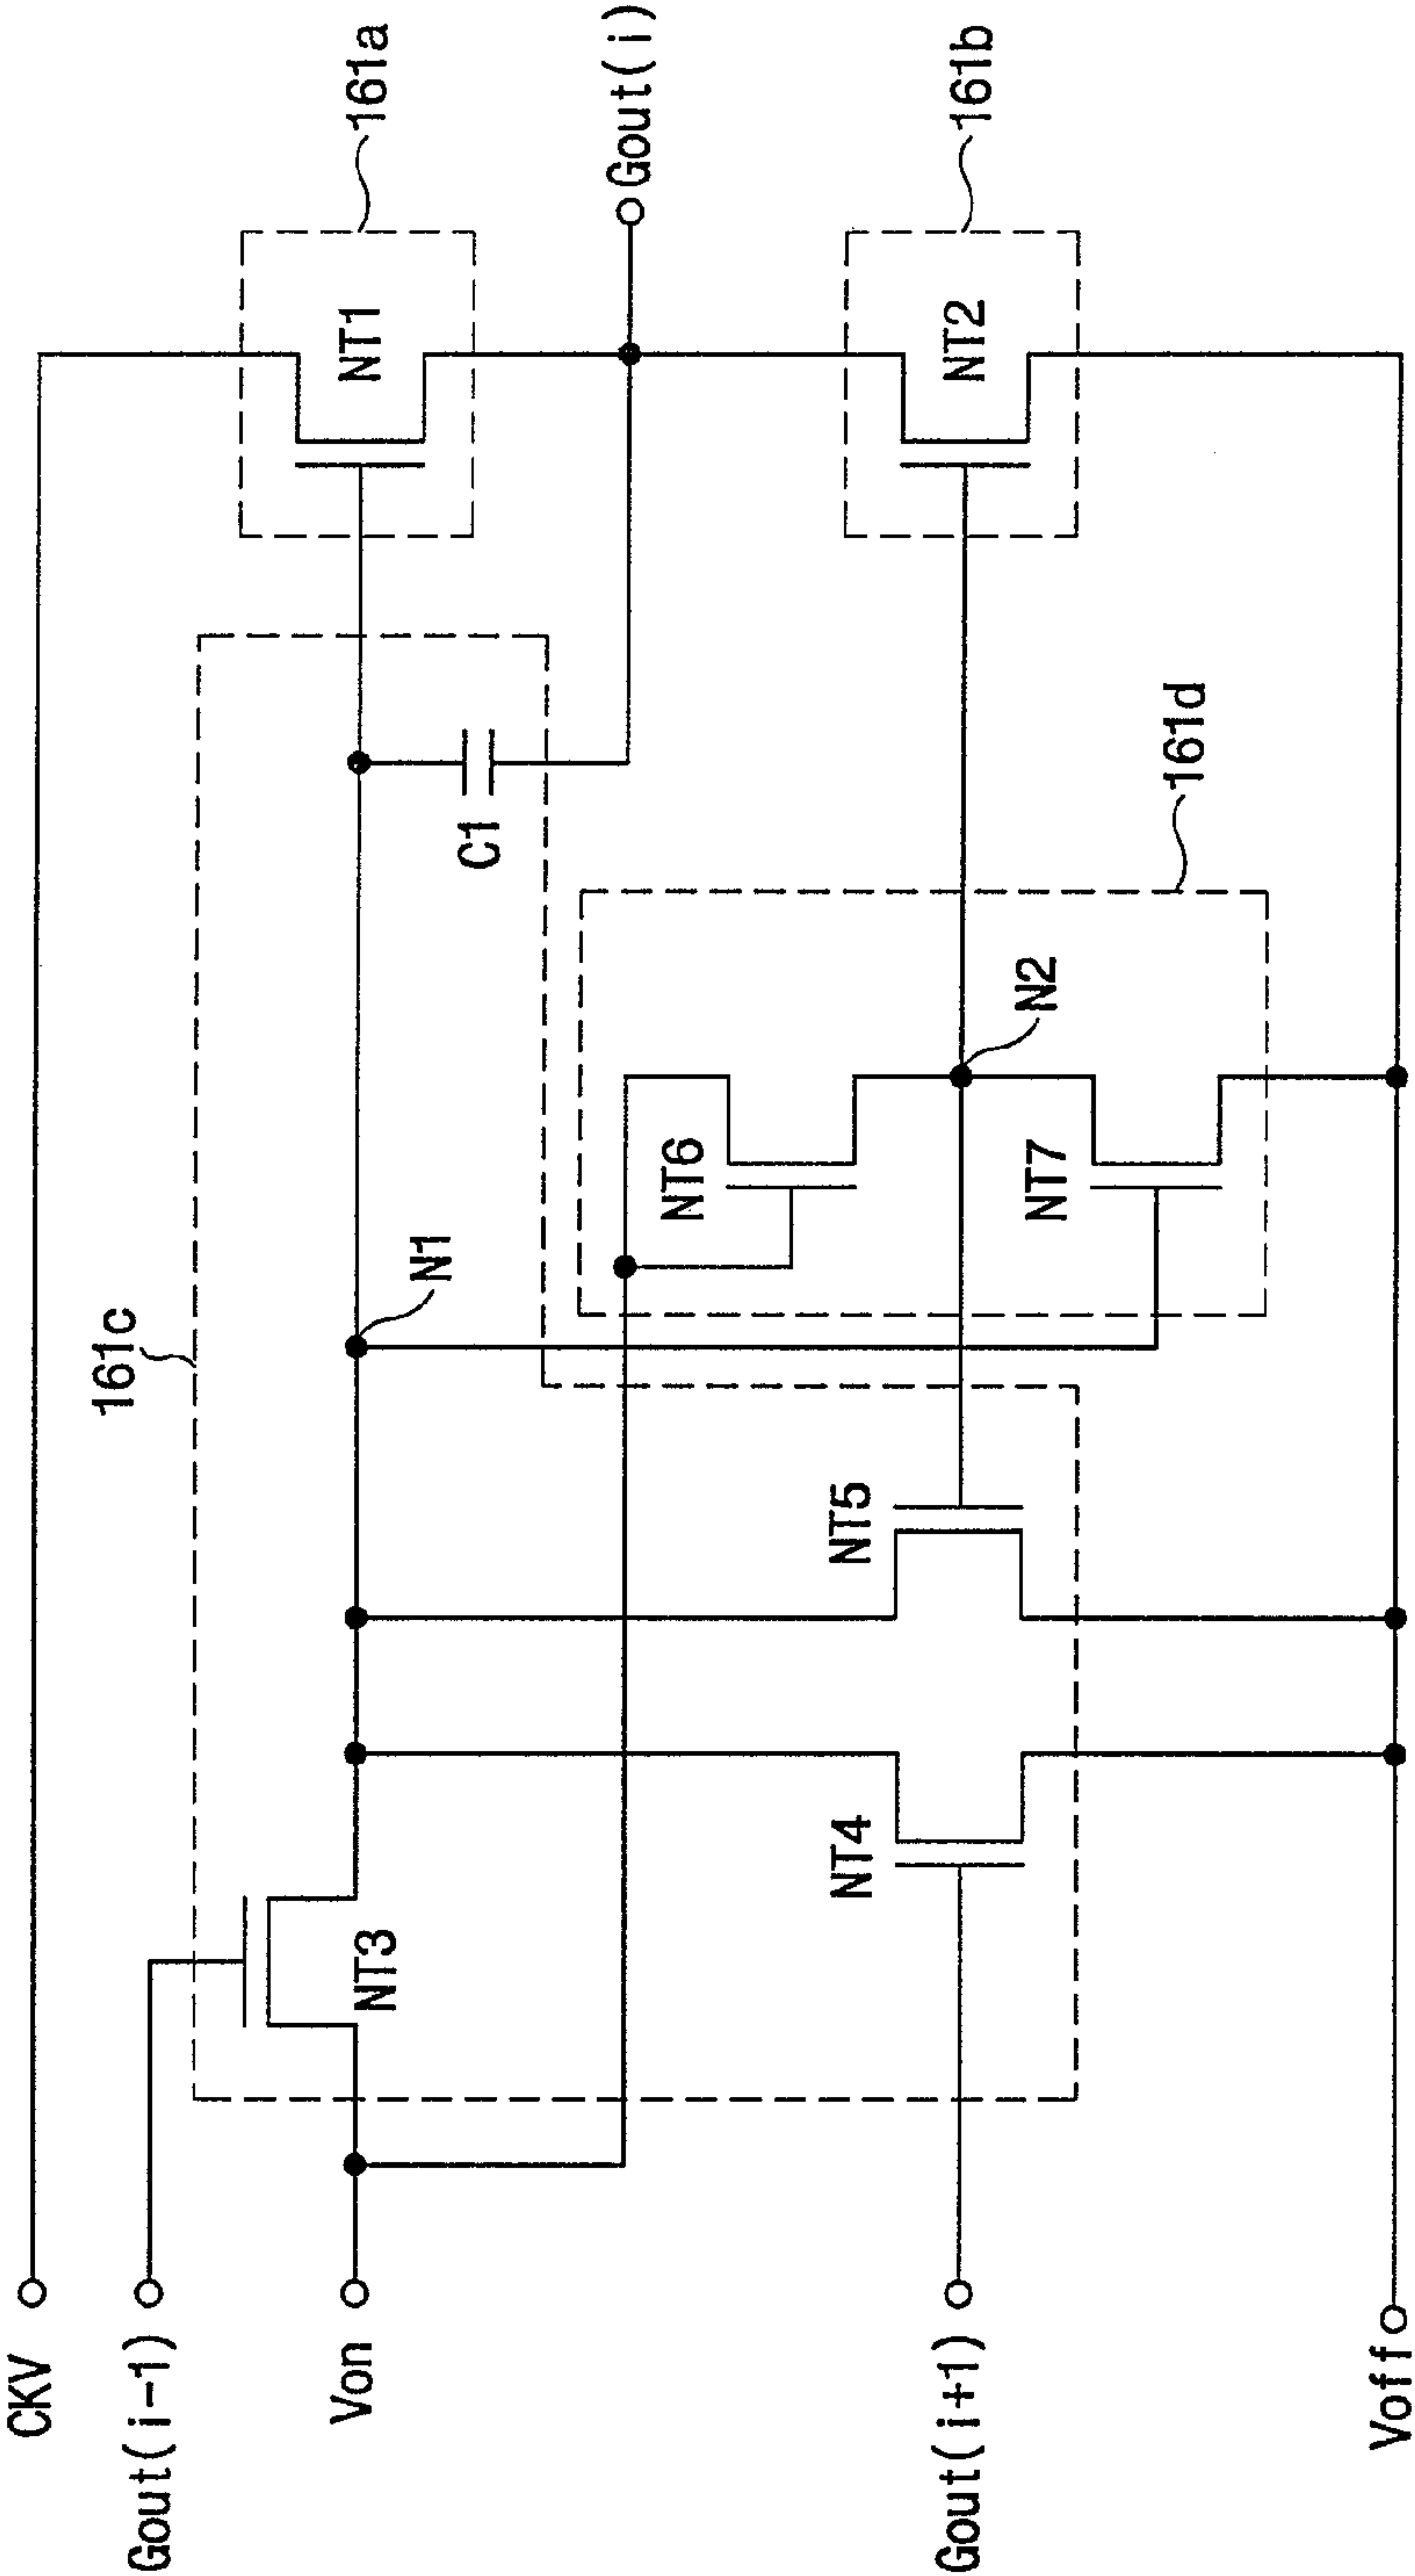 CKV
Gout(i-1)
Von
Gout(i+1)
Voff
161c
NT3
NT4
NT5
N1
NT6
NT7
N2
161d
C1
NT1
161a
Gout(i)
NT2
161b